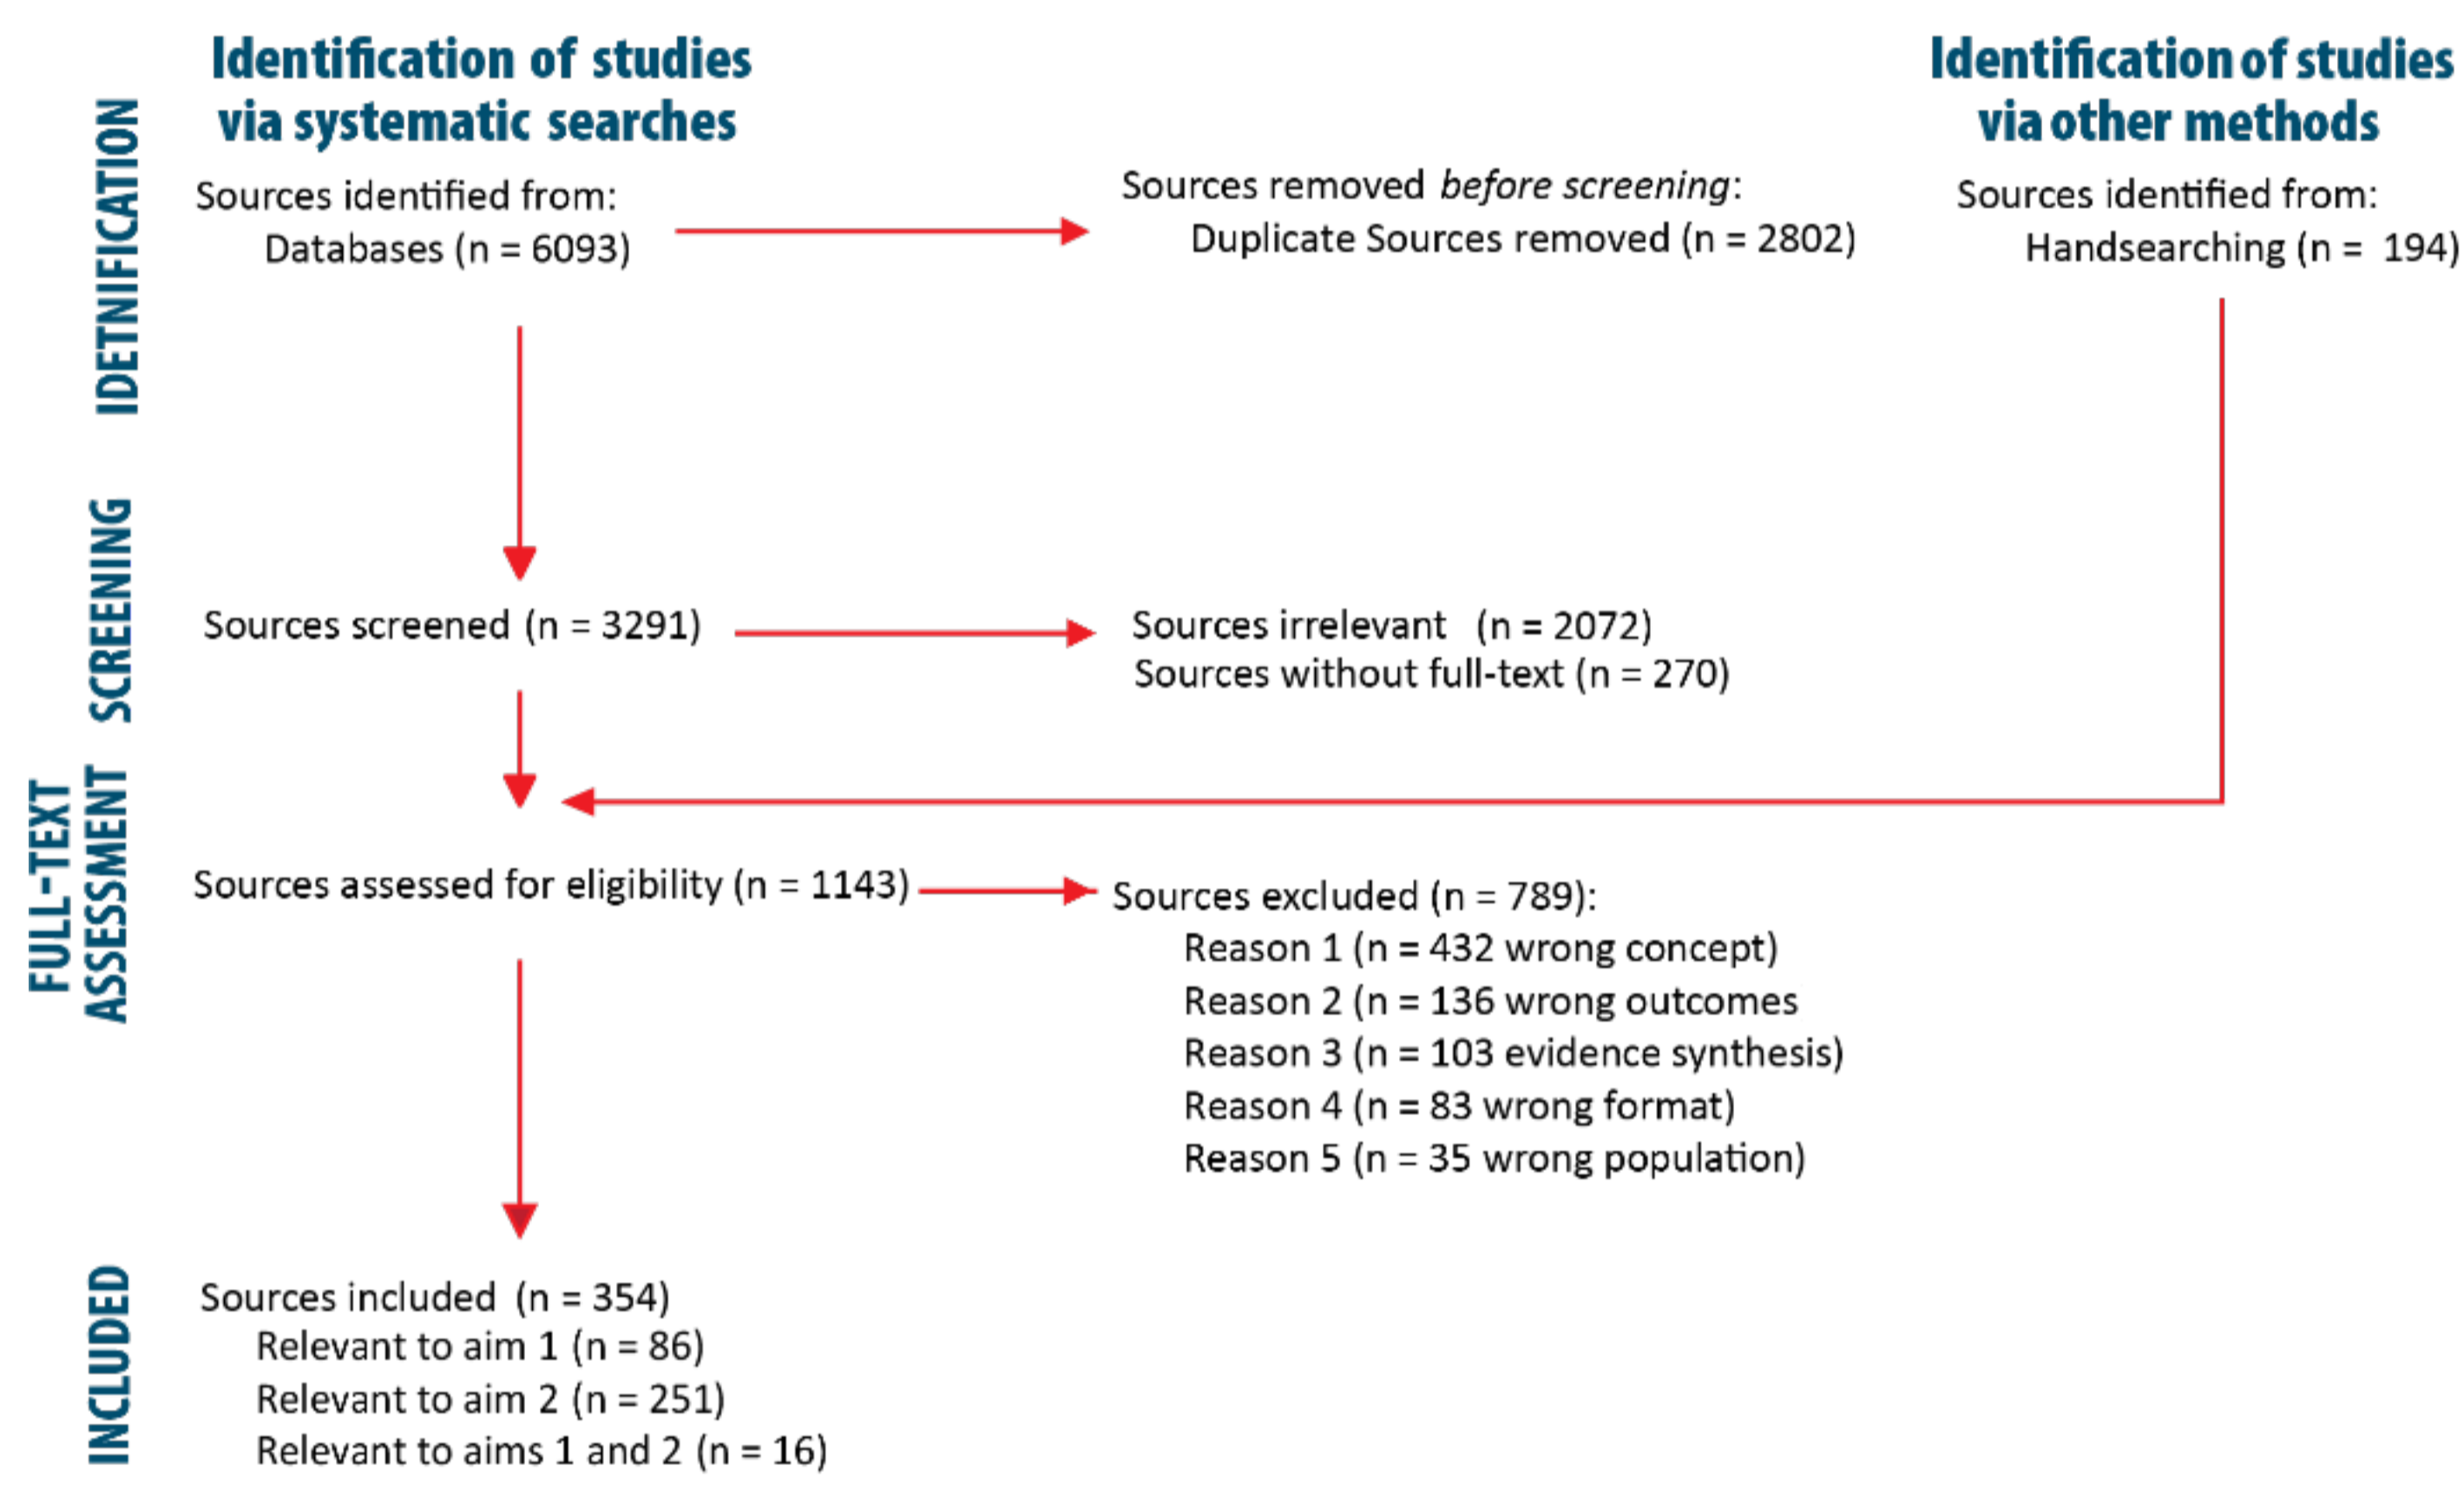 Identification of studies
via systematic searches
Identification of studies
via other methods
IDETNIFICATION
Sources identified from:
Databases (n = 6093)
Sources removed before screening:
Duplicate Sources removed (n = 2802)
Sources identified from:
Handsearching (n = 194)
SCREENING
Sources screened (n = 3291)
Sources irrelevant (n = 2072)
Sources without full-text (n = 270)
FULL-TEXT
ASSESSMENT
Sources assessed for eligibility (n = 1143)
Sources excluded (n = 789):
Reason 1 (n = 432 wrong concept)
Reason 2 (n = 136 wrong outcomes
Reason 3 (n = 103 evidence synthesis)
Reason 4 (n = 83 wrong format)
Reason 5 (n = 35 wrong population)
INCLUDED
Sources included (n = 354)
Relevant to aim 1 (n = 86)
Relevant to aim 2 (n = 251)
Relevant to aims 1 and 2 (n = 16)